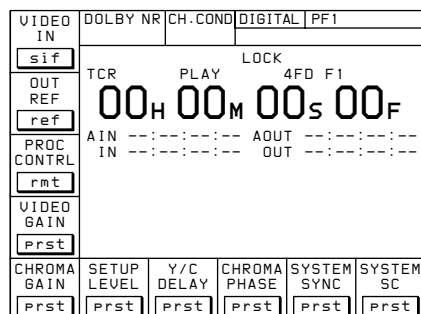 VIDEO IN
sif
OUT REF
ref
PROC CONTRL
rmt
VIDEO GAIN
prst
DOLBY NR CH.COND DIGITAL PF1
LOCK
TCR PLAY 4FD F1
00H 00M 00S 00F
AIN --:--:--:-- AOUT --:--:--:--
IN --:--:--:-- OUT --:--:--:--
CHROMA GAIN
prst
SETUP LEVEL
prst
Y/C DELAY
prst
CHROMA PHASE
prst
SYSTEM SYNC
prst
SYSTEM SC
prst